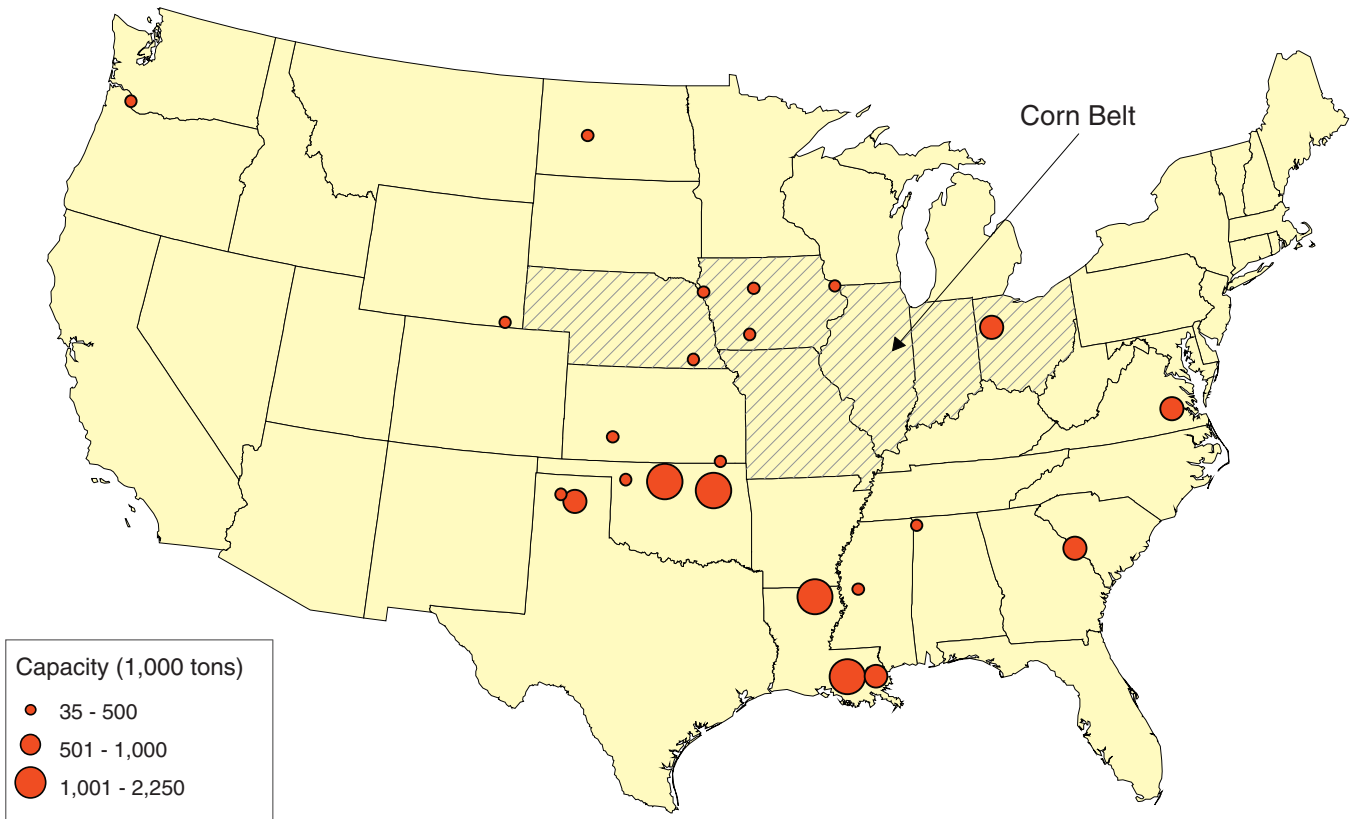 Corn Belt
Capacity (1,000 tons)
35 - 500
501 - 1,000
1,001 - 2,250